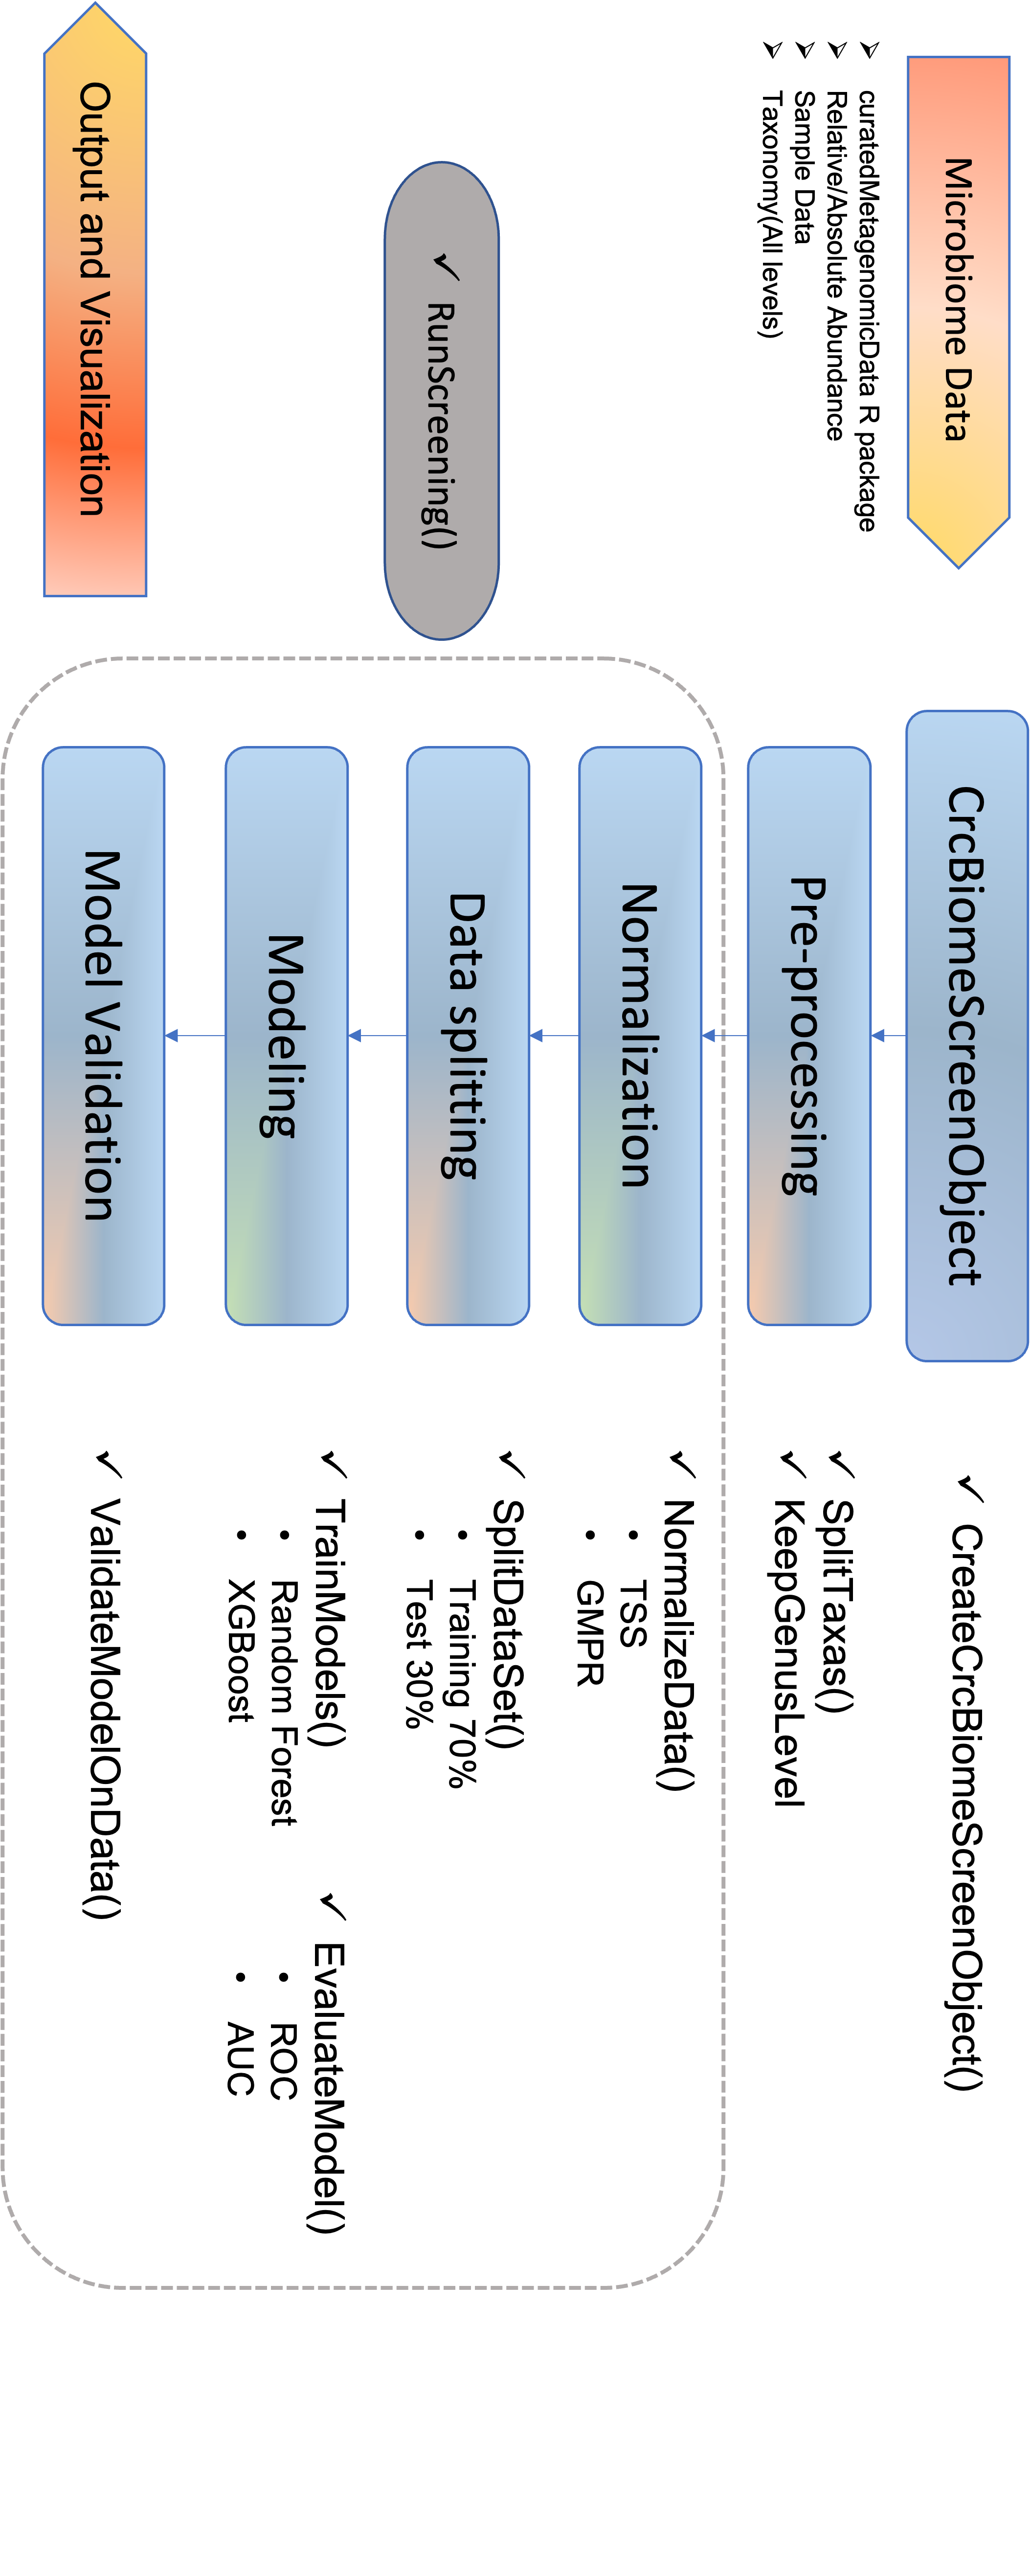 Microbiome Data
curatedMetagenomicData R package
Relative/Absolute Abundance
Sample Data
Taxonomy(All levels)
CrcBiomeScreenObject
✓ CreateCrcBiomeScreenObject()
Pre-processing
✓ SplitTaxas()
✓ KeepGenusLevel
✓ RunScreening()
Normalization
✓ NormalizeData()
• TSS
• GMPR
Data splitting
✓ SplitDataSet()
• Training 70%
• Test 30%
Modeling
✓ TrainModels()
• Random Forest
• XGBoost
✓ EvaluateModel()
• ROC
• AUC
Model Validation
✓ ValidateModelOnData()
Output and Visualization